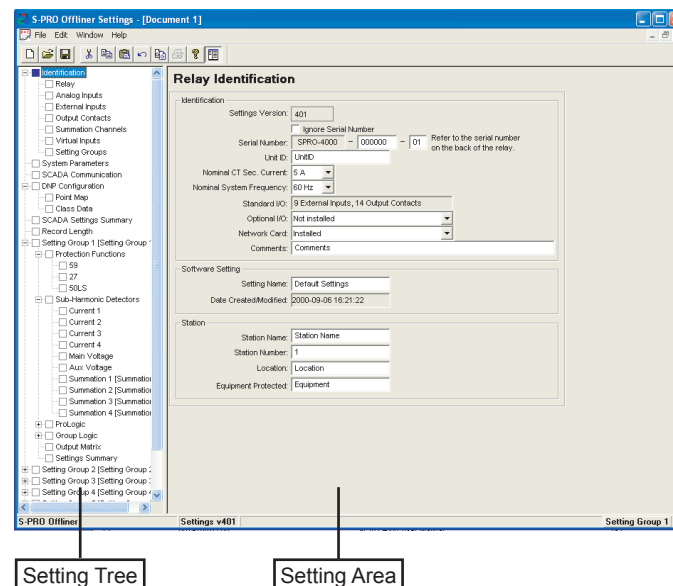 S-PRO Offliner Settings - [Document 1]
File Edit Window Help
Identification
Relay
Analog Inputs
External Inputs
Output Contacts
Summation Channels
Virtual Inputs
Setting Groups
System Parameters
SCADA Communication
DNP Configuration
Point Map
Class Data
SCADA Settings Summary
Record Length
Setting Group 1 [Setting Group
Protection Functions
59
27
50LS
Sub-Harmonic Detectors
Current 1
Current 2
Current 3
Current 4
Main Voltage
Aux Voltage
Summation 1 [Summation
Summation 2 [Summation
Summation 3 [Summation
Summation 4 [Summation
ProLogic
Group Logic
Output Matrix
Settings Summary
Setting Group 2 [Setting Group
Setting Group 3 [Setting Group
Setting Group 4 [Setting Group
Relay Identification
Identification
Settings Version: 401
Ignore Serial Number
Serial Number: SPRO-4000 - 000000 - 01 Refer to the serial number
on the back of the relay.
Unit ID: UnitID
Nominal CT Sec. Current: 5 A
Nominal System Frequency: 60 Hz
Standard I/O: 9 External Inputs, 14 Output Contacts
Optional I/O: Not installed
Network Card: Installed
Comments: Comments
Software Setting
Setting Name: Default Settings
Date Created/Modified: 2000-09-06 16:21:22
Station
Station Name: Station Name
Station Number: 1
Location: Location
Equipment Protected: Equipment
S-PRO Offliner Settings v401 Setting Group 1
Setting Tree
Setting Area